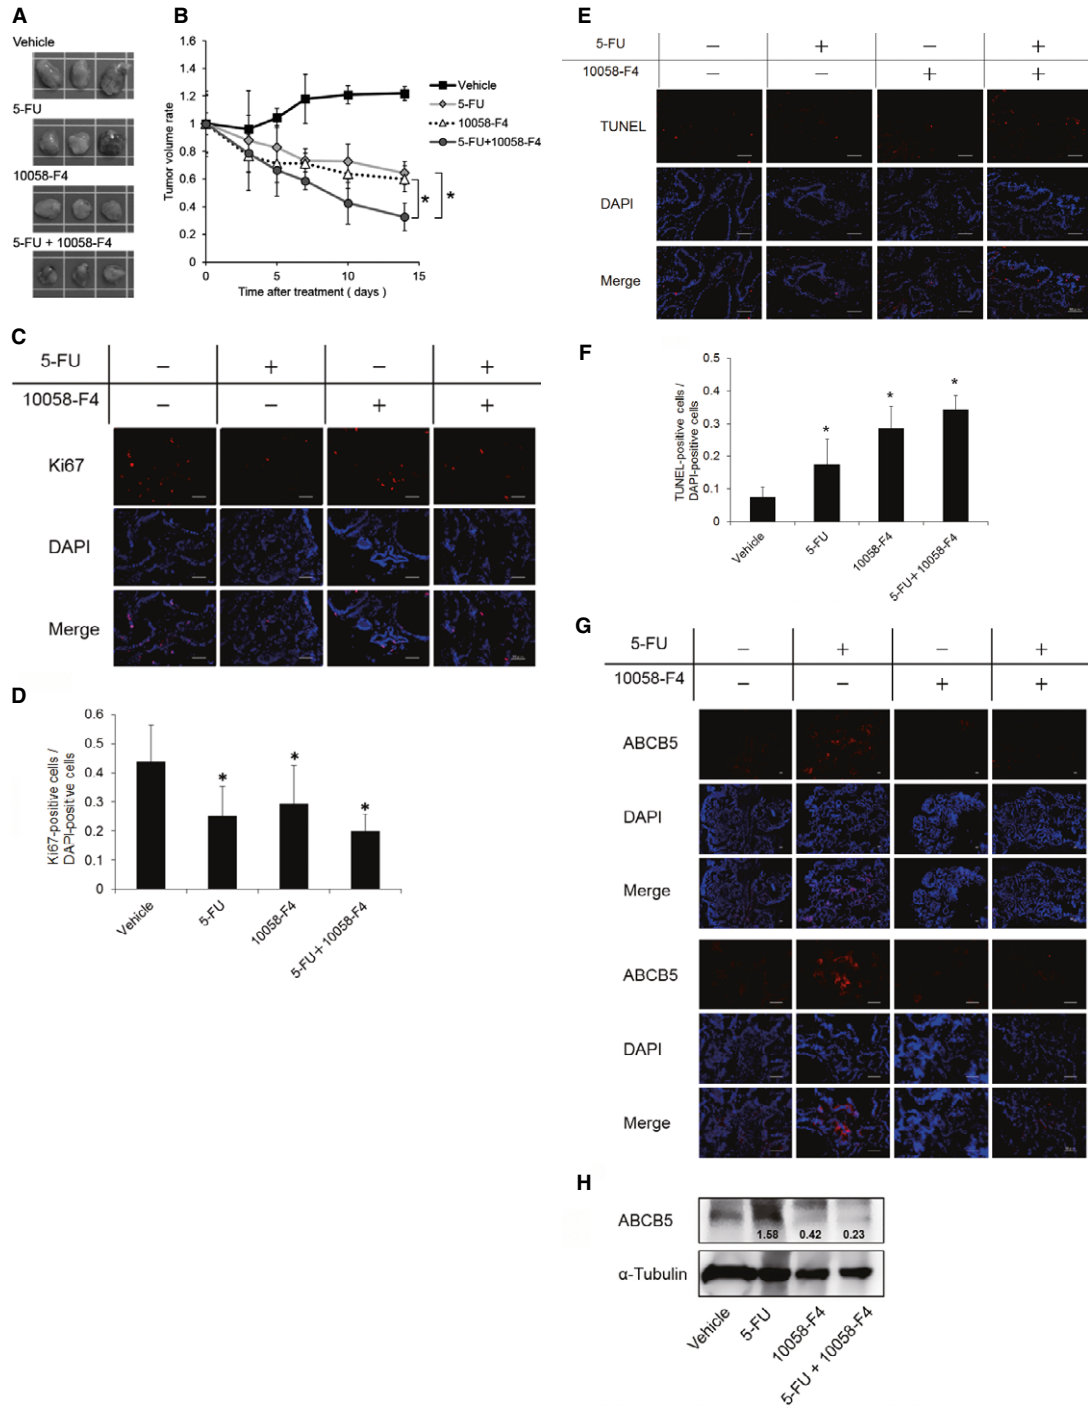 A
Vehicle
5-FU
10058-F4
5-FU + 10058-F4
B
1.6
1.4
1.2
1
0.8
0.6
0.4
0.2
0
Tumor volume rate
0 5 10 15
Time after treatment ( days )
Vehicle
5-FU
10058-F4
5-FU+10058-F4
*
*
C
5-FU − + − +
10058-F4 − − + +
Ki67
DAPI
Merge
D
0.6
0.5
0.4
0.3
0.2
0.1
0
Ki67-positive cells /
DAPI-positive cells
* * *
Vehicle
5-FU
10058-F4
5-FU+10058-F4
E
5-FU − + − +
10058-F4 − − + +
TUNEL
DAPI
Merge
F
0.5
0.4
0.3
0.2
0.1
0
TUNEL-positive cells /
DAPI-positive cells
* * *
Vehicle
5-FU
10058-F4
5-FU+10058-F4
G
5-FU − + − +
10058-F4 − − + +
ABCB5
DAPI
Merge
ABCB5
DAPI
Merge
H
ABCB5
1.58 0.42 0.23
α-Tubulin
Vehicle
5-FU
10058-F4
5-FU + 10058-F4